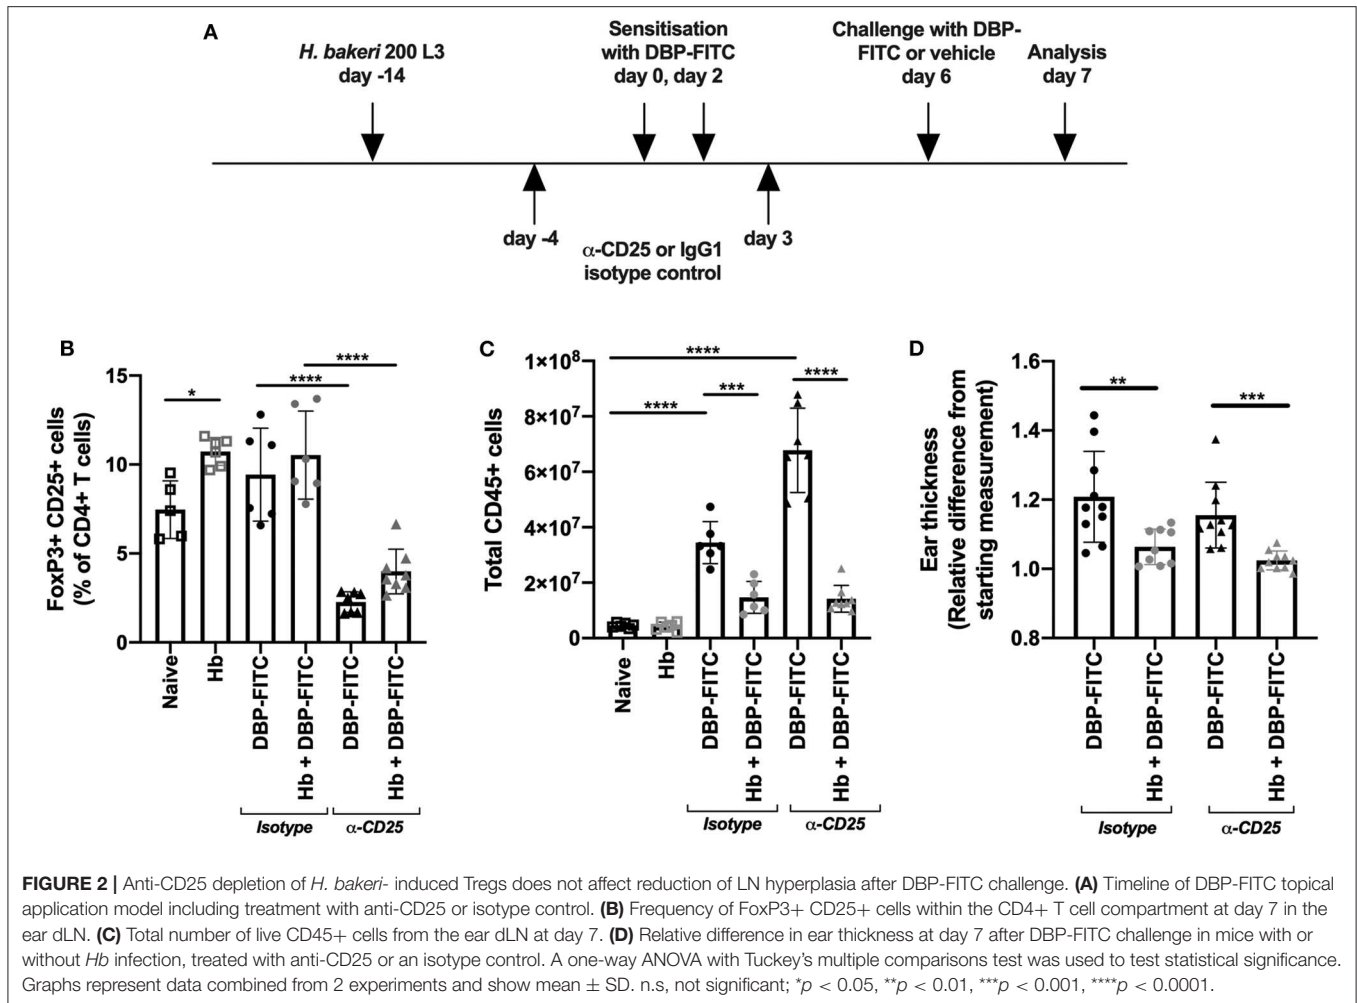 A
H. bakeri 200 L3
day -14
Sensitisation
with DBP-FITC
day 0, day 2
Challenge with DBP-
FITC or vehicle
day 6
Analysis
day 7
day -4
α-CD25 or IgG1
isotype control
day 3
B
FoxP3+ CD25+ cells
(% of CD4+ T cells)
15
10
5
0
*
****
****
Naive
Hb
DBP-FITC
Hb + DBP-FITC
DBP-FITC
Hb + DBP-FITC
Isotype
α-CD25
C
Total CD45+ cells
1×10⁸
8×10⁷
6×10⁷
4×10⁷
2×10⁷
0
****
****
***
****
Naive
Hb
DBP-FITC
Hb + DBP-FITC
DBP-FITC
Hb + DBP-FITC
Isotype
α-CD25
D
Ear thickness
(Relative difference from
starting measurement)
1.6
1.4
1.2
1.0
0.8
**
***
DBP-FITC
Hb + DBP-FITC
DBP-FITC
Hb + DBP-FITC
Isotype
α-CD25
FIGURE 2 | Anti-CD25 depletion of H. bakeri- induced Tregs does not affect reduction of LN hyperplasia after DBP-FITC challenge. (A) Timeline of DBP-FITC topical
application model including treatment with anti-CD25 or isotype control. (B) Frequency of FoxP3+ CD25+ cells within the CD4+ T cell compartment at day 7 in the
ear dLN. (C) Total number of live CD45+ cells from the ear dLN at day 7. (D) Relative difference in ear thickness at day 7 after DBP-FITC challenge in mice with or
without Hb infection, treated with anti-CD25 or an isotype control. A one-way ANOVA with Tuckey's multiple comparisons test was used to test statistical significance.
Graphs represent data combined from 2 experiments and show mean ± SD. n.s, not significant; *p < 0.05, **p < 0.01, ***p < 0.001, ****p < 0.0001.